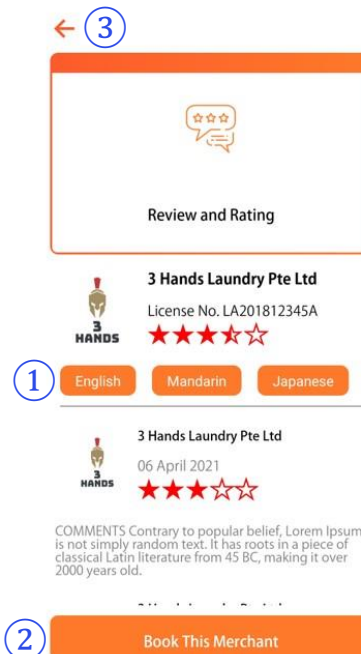 ③
Review and Rating
3 Hands Laundry Pte Ltd
License No. LA201812345A
3
HANDS
①
English
Mandarin
Japanese
3 Hands Laundry Pte Ltd
06 April 2021
3
HANDS
COMMENTS Contrary to popular belief, Lorem Ipsum
is not simply random text. It has roots in a piece of
classical Latin literature from 45 BC, making it over
2000 years old.
②
Book This Merchant